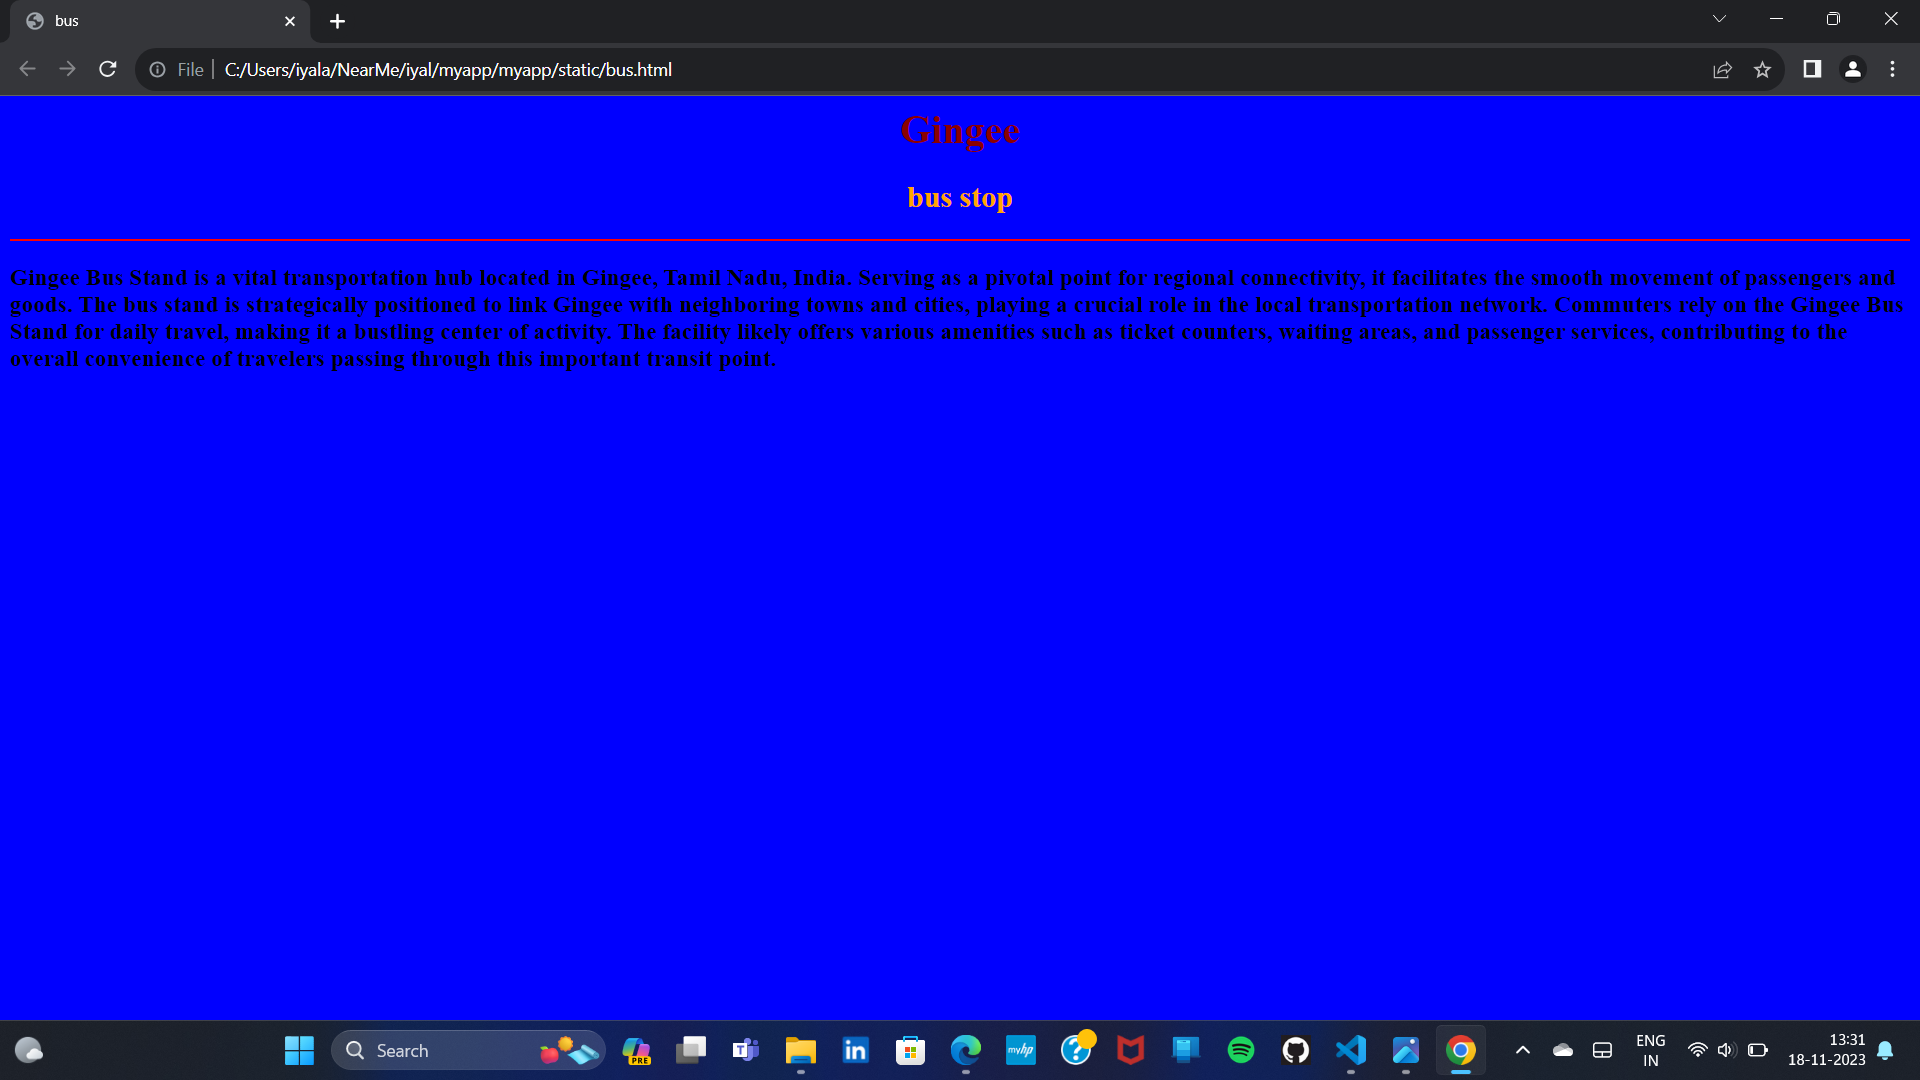 bus
File
C:/Users/iyala/NearMe/iyal/myapp/myapp/static/bus.html
Gingee
bus stop
Gingee Bus Stand is a vital transportation hub located in Gingee, Tamil Nadu, India. Serving as a pivotal point for regional connectivity, it facilitates the smooth movement of passengers and
goods. The bus stand is strategically positioned to link Gingee with neighboring towns and cities, playing a crucial role in the local transportation network. Commuters rely on the Gingee Bus
Stand for daily travel, making it a bustling center of activity. The facility likely offers various amenities such as ticket counters, waiting areas, and passenger services, contributing to the
overall convenience of travelers passing through this important transit point.
Search
PRE
T
in
myhp
?
ENG
IN
13:31
18-11-2023